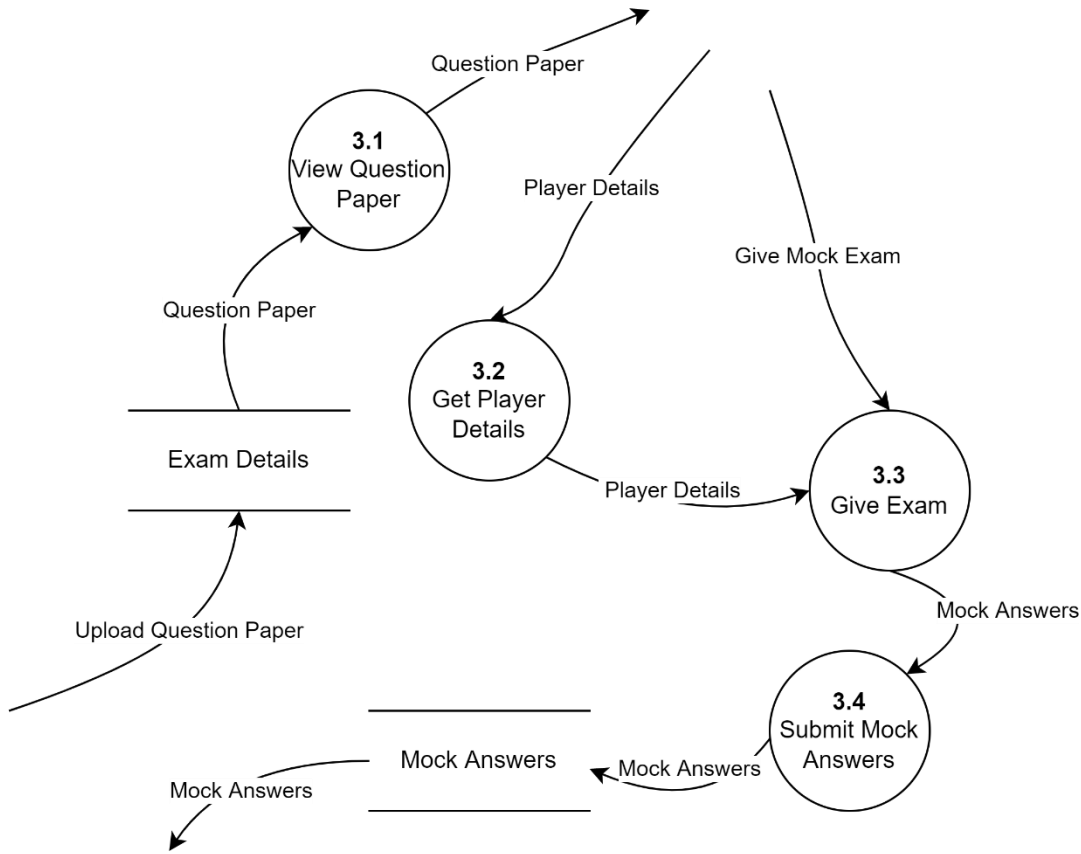 Question Paper
3.1
View Question
Paper
Player Details
Give Mock Exam
Question Paper
3.2
Get Player
Details
Exam Details
3.3
Give Exam
Player Details
Mock Answers
Upload Question Paper
3.4
Submit Mock
Answers
Mock Answers
Mock Answers
Mock Answers